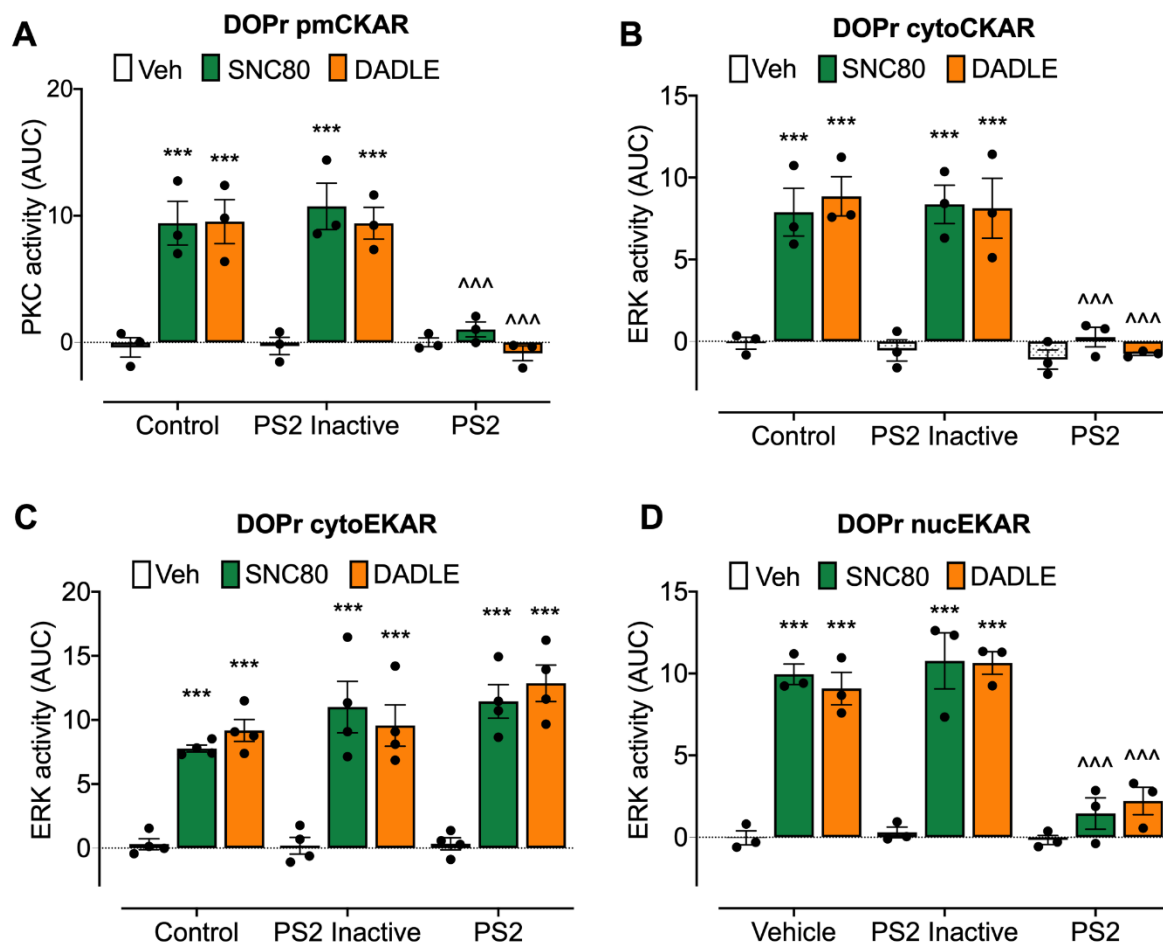 A
DOPr pmCKAR
Veh SNC80 DADLE
PKC activity (AUC)
20
10
0
*** *** *** *** ^^^ ^^^
Control PS2 Inactive PS2
B
DOPr cytoCKAR
Veh SNC80 DADLE
ERK activity (AUC)
15
10
5
0
*** *** *** *** ^^^ ^^^
Control PS2 Inactive PS2
C
DOPr cytoEKAR
Veh SNC80 DADLE
ERK activity (AUC)
20
15
10
5
0
*** *** *** *** *** ***
Control PS2 Inactive PS2
D
DOPr nucEKAR
Veh SNC80 DADLE
ERK activity (AUC)
15
10
5
0
*** *** *** *** ^^^ ^^^
Vehicle PS2 Inactive PS2